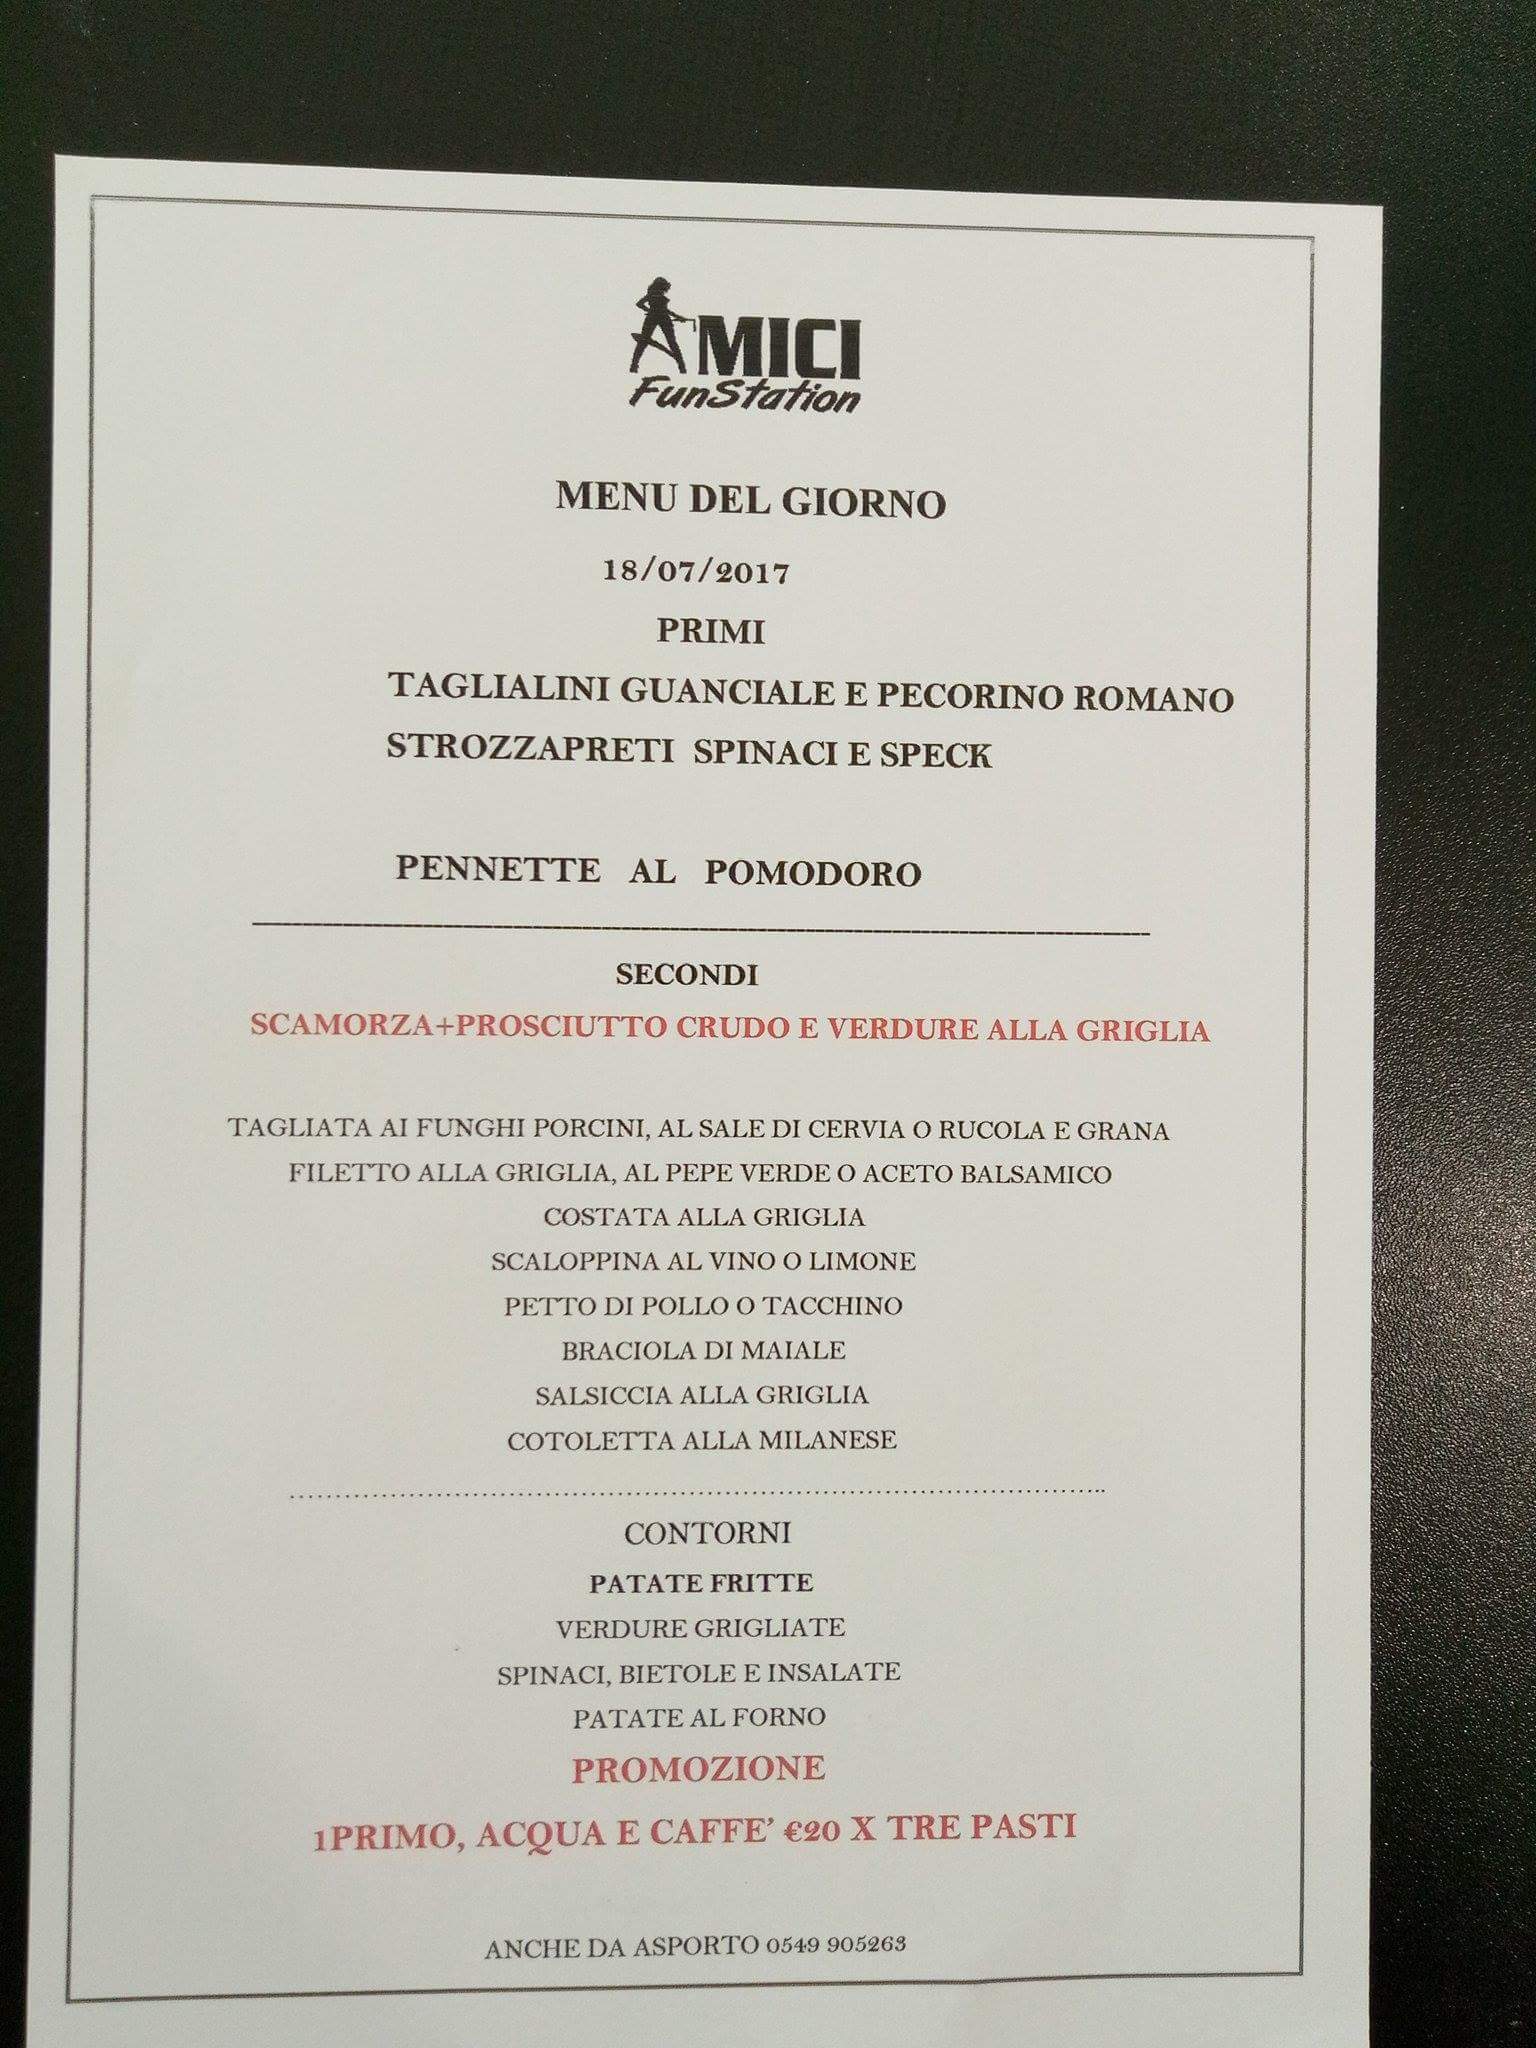 AMICI
FunStation
MENU DEL GIORNO
18/07/2017
PRIMI
TAGLIALINI GUANCIALE E PECORINO ROMANO
STROZZAPRETI SPINACI E SPECK
PENNETTE AL POMODORO
SECONDI
SCAMORZA+PROSCIUTTO CRUDO E VERDURE ALLA GRIGLIA
TAGLIATA AI FUNGHI PORCINI, AL SALE DI CERVIA O RUCOLA E GRANA
FILETTO ALLA GRIGLIA, AL PEPE VERDE O ACETO BALSAMICO
COSTATA ALLA GRIGLIA
SCALOPPINA AL VINO O LIMONE
PETTO DI POLLO O TACCHINO
BRACIOLA DI MAIALE
SALSICCIA ALLA GRIGLIA
COTOLETTA ALLA MILANESE
CONTORNI
PATATE FRITTE
VERDURE GRIGLIATE
SPINACI, BIETOLE E INSALATE
PATATE AL FORNO
PROMOZIONE
1PRIMO, ACQUA E CAFFE’ €20 X TRE PASTI
ANCHE DA ASPORTO 0549 905263